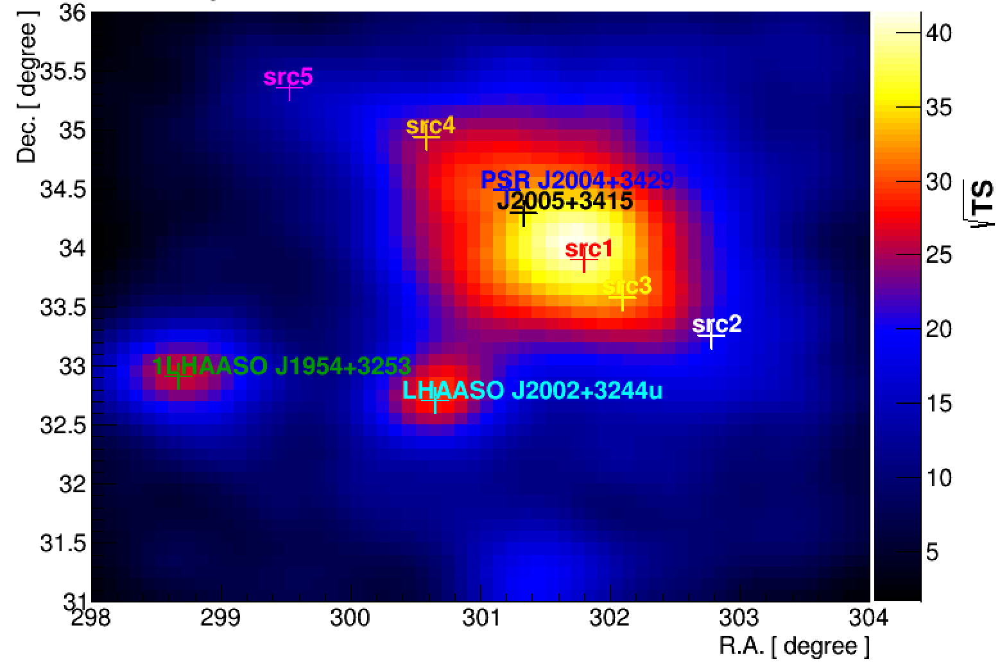 36
Dec. [ degree ]
35.5
35
34.5
34
33.5
33
32.5
32
31.5
31
src5
src4
PSR J2004+3429
J2005+3415
src1
src3
src2
1LHAASO J1954+3253
LHAASO J2002+3244u
298 299 300 301 302 303 304
R.A. [ degree ]
40
35
30
25
20
15
10
5
√TS